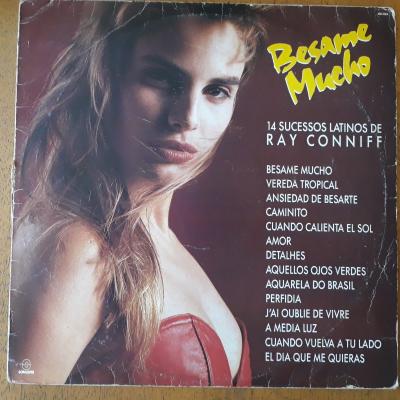 Besame
Mucho
14 SUCESSOS LATINOS DE
RAY CONNIFF
BESAME MUCHO
VEREDA TROPICAL
ANSIEDAD DE BESARTE
CAMINITO
CUANDO CALIENTA EL SOL
AMOR
DETALHES
AQUELLOS OJOS VERDES
AQUARELA DO BRASIL
PERFIDIA
J'AI OUBLIE DE VIVRE
A MEDIA LUZ
CUANDO VUELVA A TU LADO
EL DIA QUE ME QUIERAS